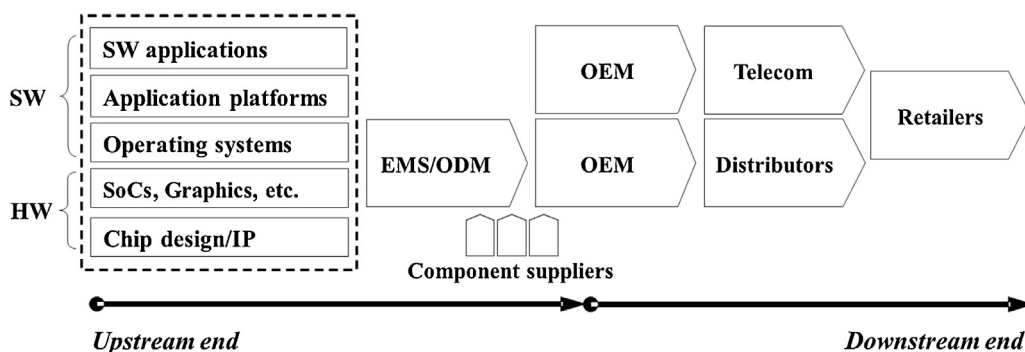 SW
SW applications
Application platforms
Operating systems
HW
SoCs, Graphics, etc.
Chip design/IP
EMS/ODM
OEM
OEM
Telecom
Distributors
Retailers
Component suppliers
Upstream end
Downstream end